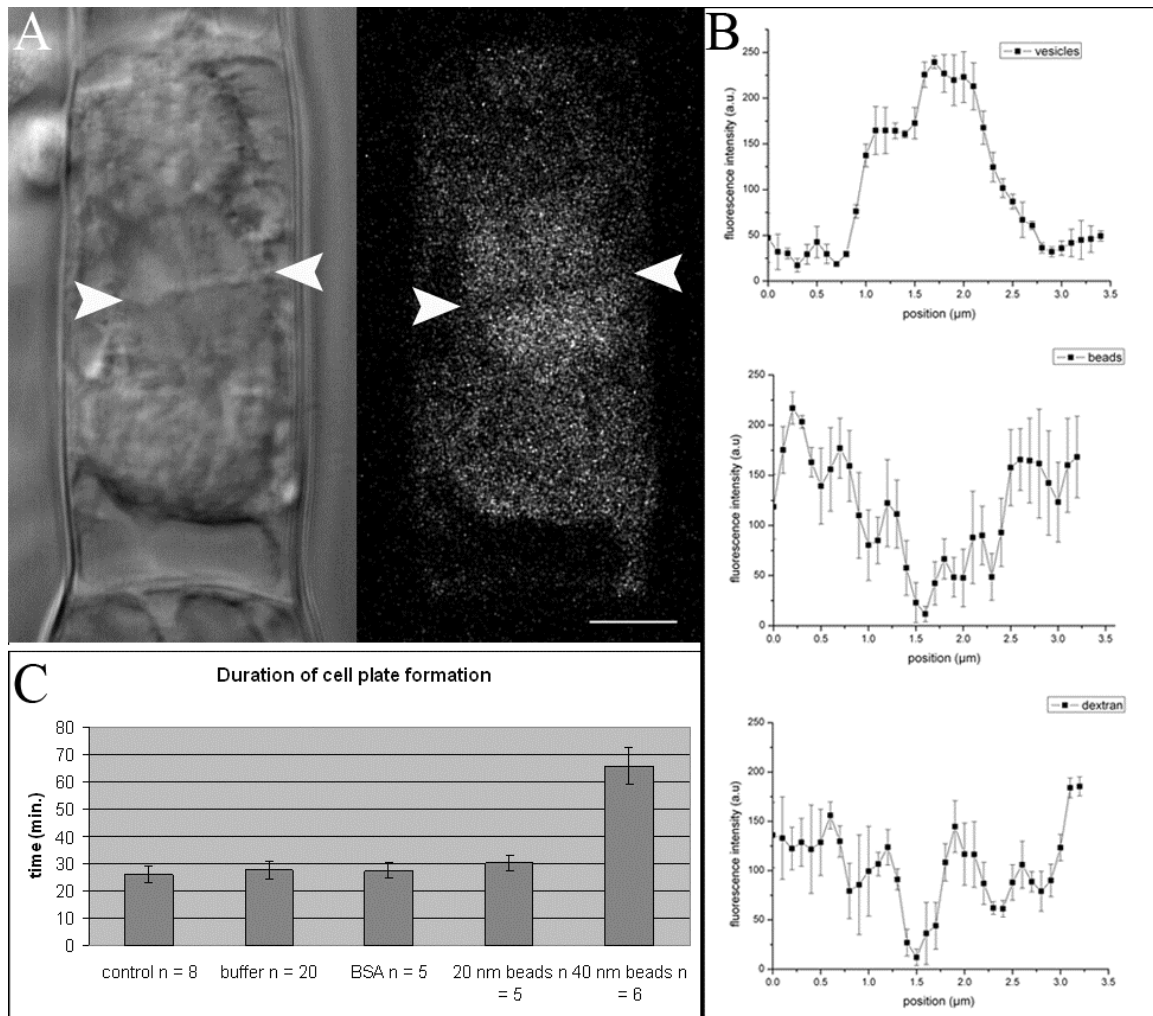 A
B
vesicles
250
200
150
100
50
0
fluorescence intensity (a.u.)
0.0 0.5 1.0 1.5 2.0 2.5 3.0 3.5
position (µm)
beads
250
200
150
100
50
0
fluorescence intensity (a.u)
0.0 0.5 1.0 1.5 2.0 2.5 3.0 3.5
position (µm)
dextran
250
200
150
100
50
0
fluorescence intensity (a.u)
0.0 0.5 1.0 1.5 2.0 2.5 3.0 3.5
position (µm)
C
Duration of cell plate formation
80
70
60
50
40
30
20
10
0
time (min.)
control n = 8 buffer n = 20 BSA n = 5 20 nm beads n 40 nm beads n
= 5 = 6